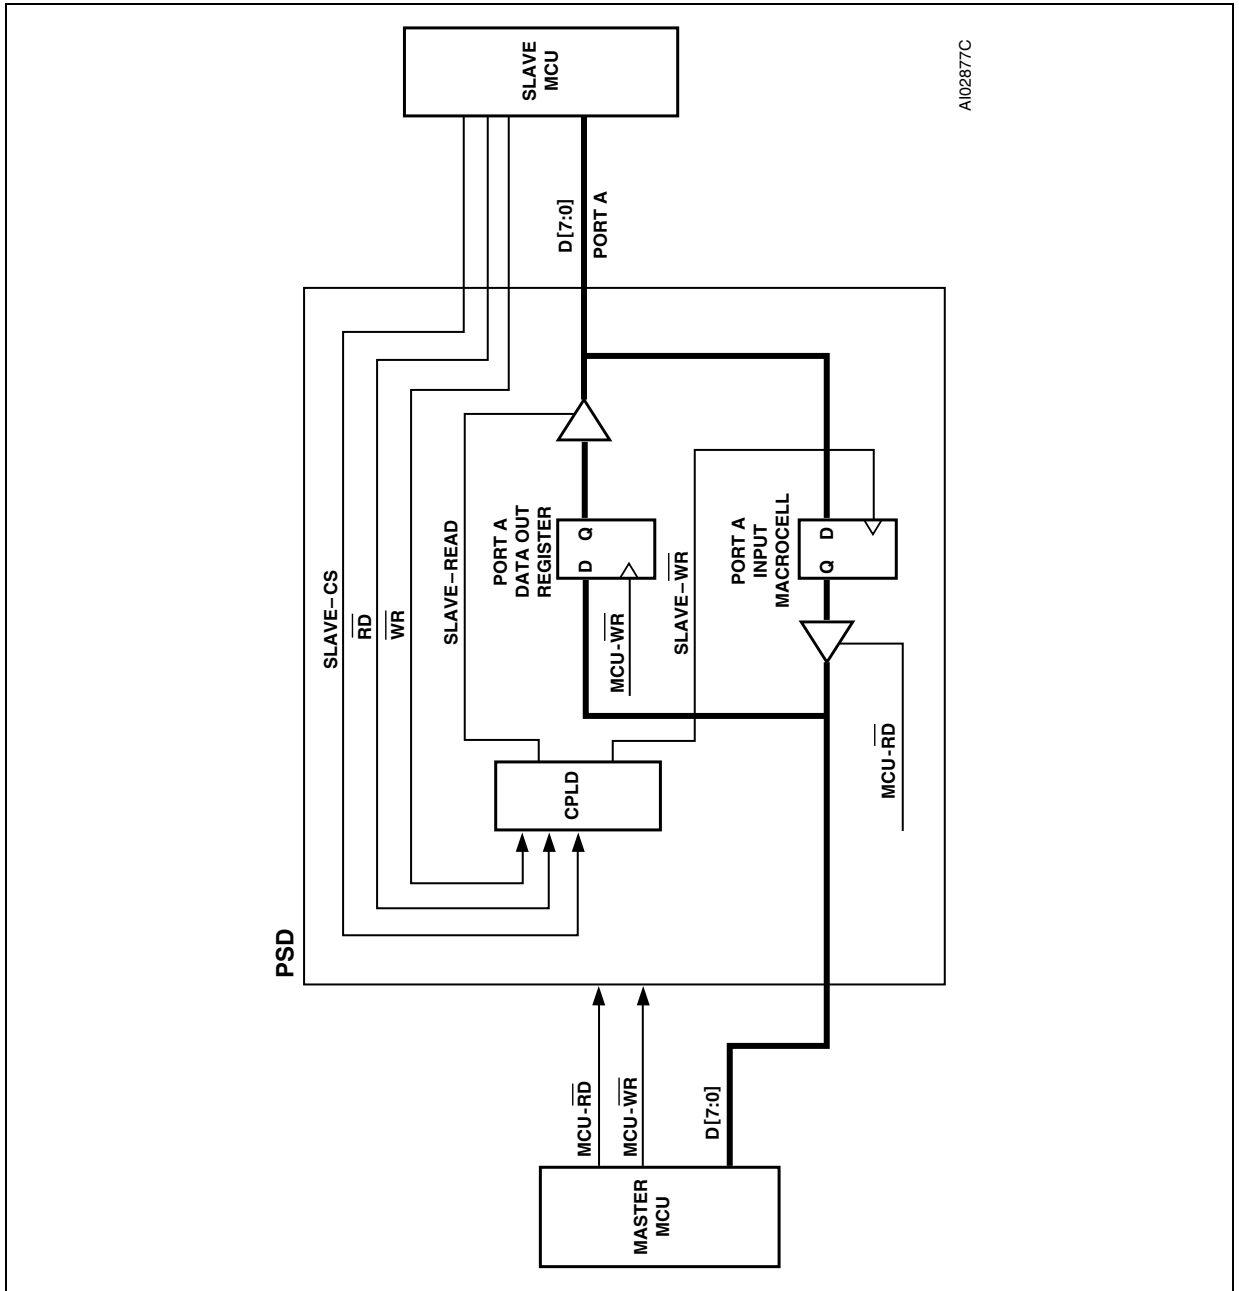 SLAVE
MCU
AI02877C
D[7:0]
PORT A
SLAVE–CS
RD
WR
SLAVE–READ
PORT A
DATA OUT
REGISTER
D Q
MCU-WR
SLAVE–WR
PORT A
INPUT
MACROCELL
Q D
MCU-RD
CPLD
PSD
MCU-RD
MCU-WR
D[7:0]
MASTER
MCU